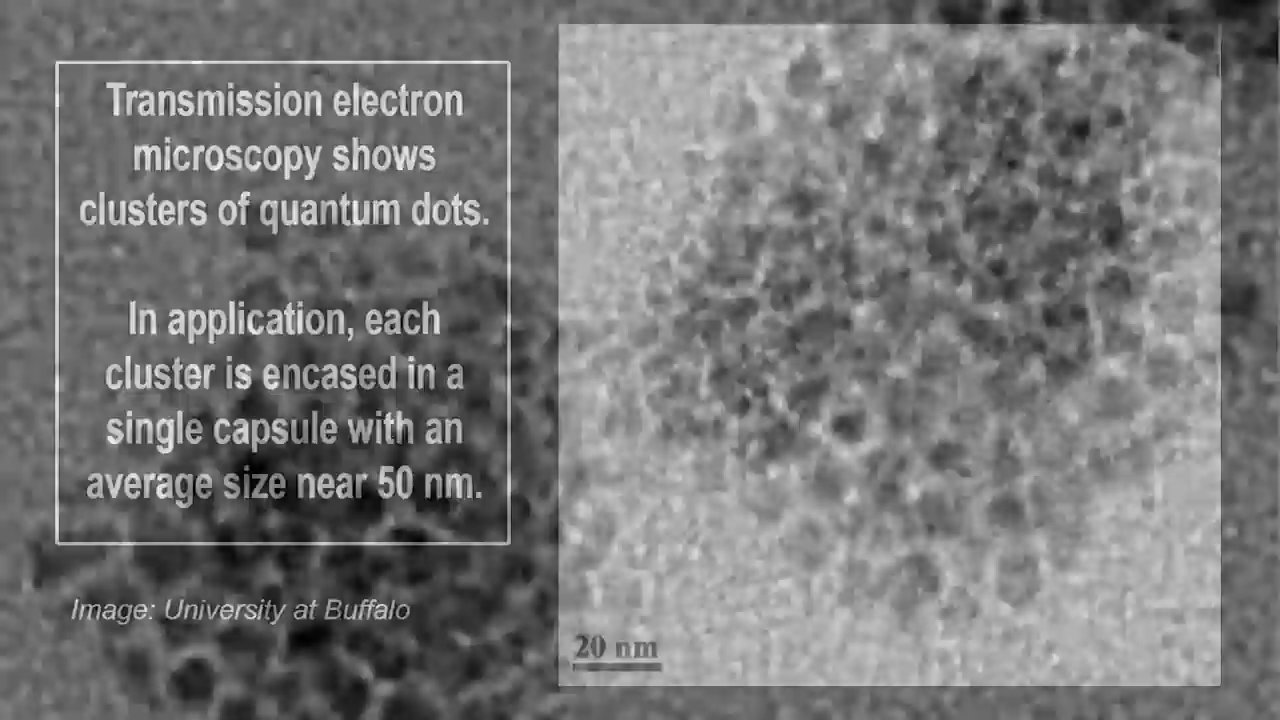 Transmission electron
microscopy shows
clusters of quantum dots.
In application, each
cluster is encased in a
single capsule with an
average size near 50 nm.
Image: University at Buffalo
20 nm